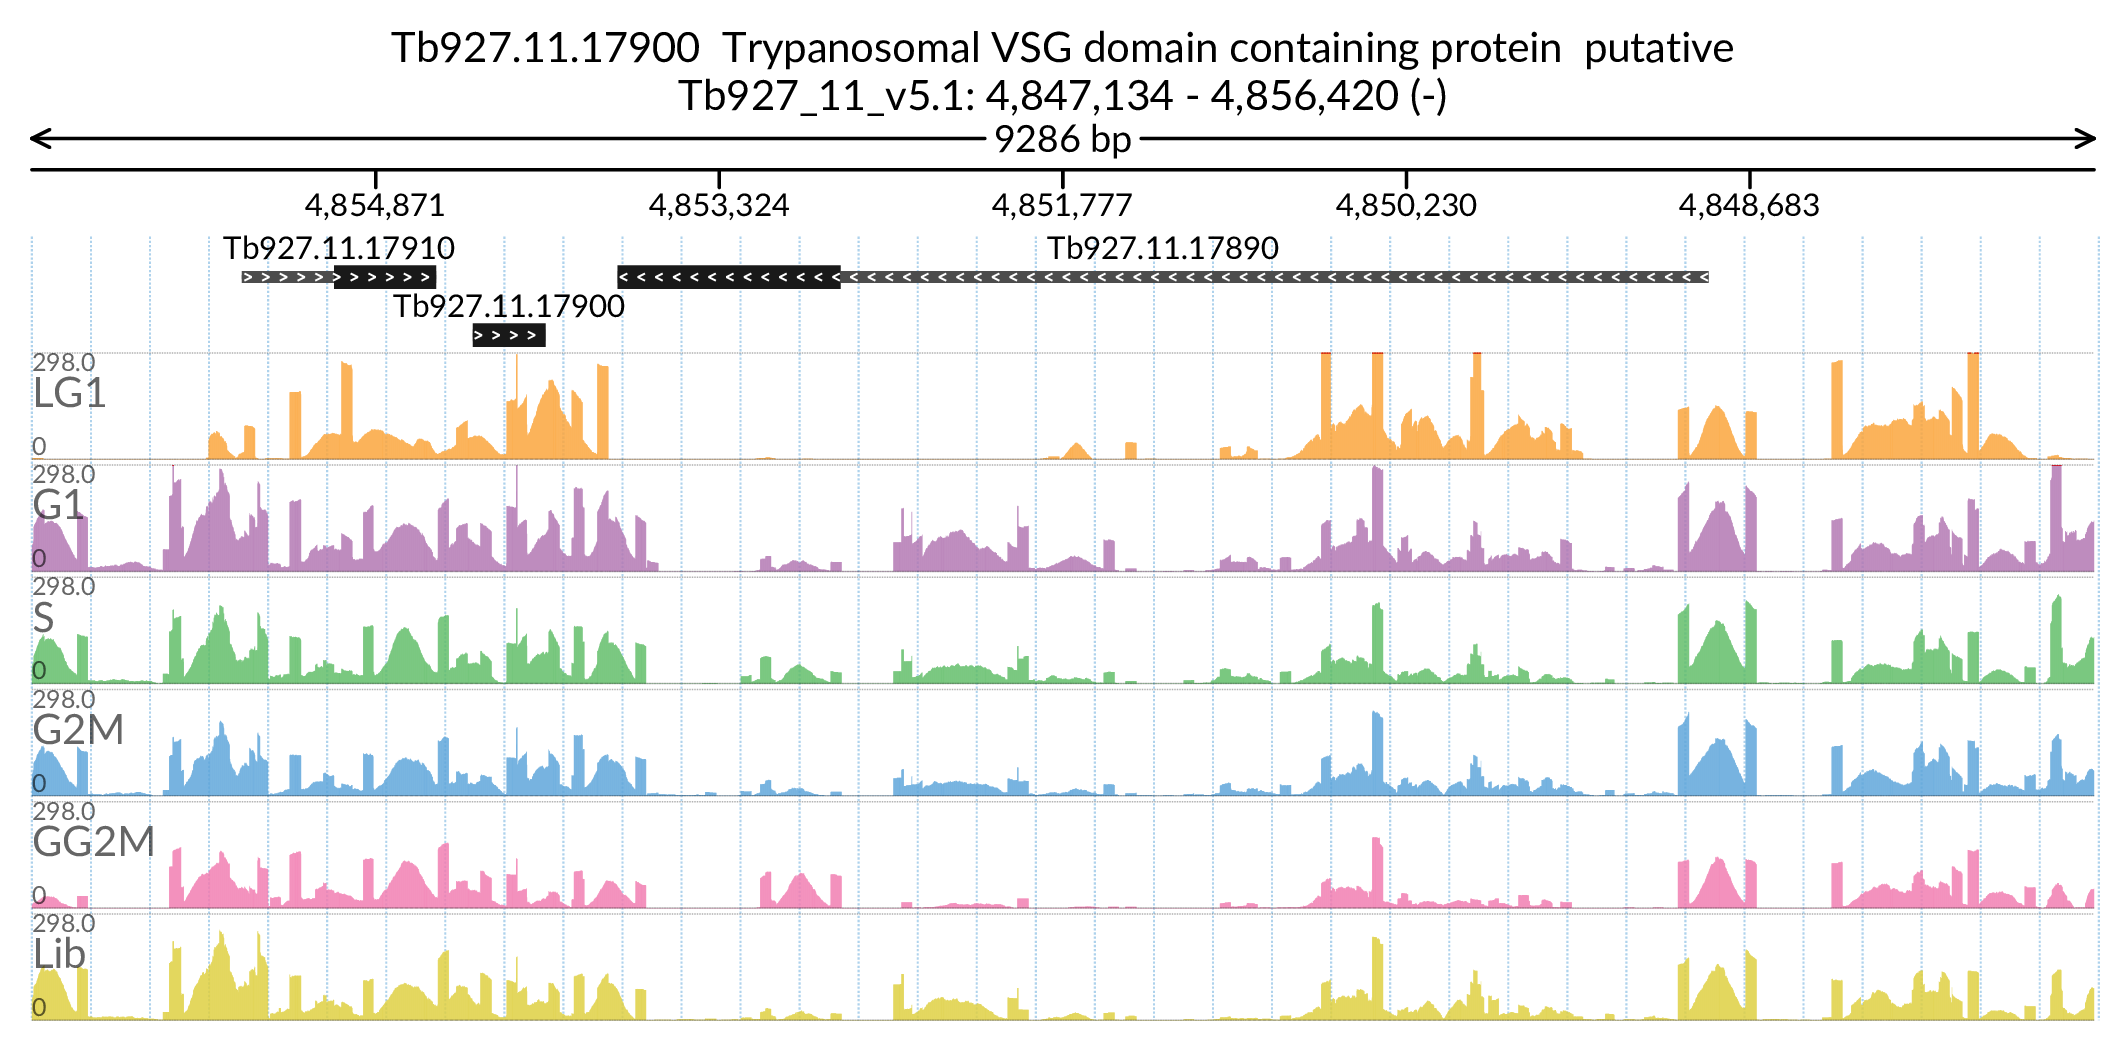 Tb927.11.17900  Trypanosomal VSG domain containing protein  putative
Tb927_11_v5.1: 4,847,134 - 4,856,420 (-)
9286 bp
4,854,871 4,853,324 4,851,777 4,850,230 4,848,683
Tb927.11.17910 Tb927.11.17890
Tb927.11.17900
298.0
LG1
0
298.0
G1
0
298.0
S
0
298.0
G2M
0
298.0
GG2M
0
298.0
Lib
0